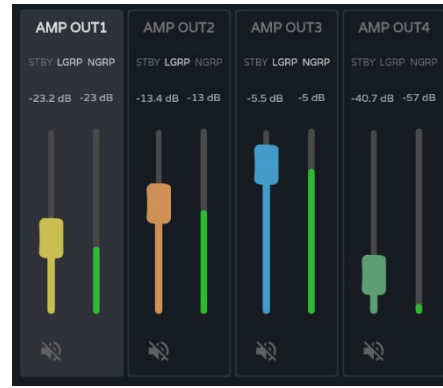 AMP OUT1
STBY LGRP NGRP
-23.2 dB -23 dB
AMP OUT2
STBY LGRP NGRP
-13.4 dB -13 dB
AMP OUT3
STBY LGRP NGRP
-5.5 dB -5 dB
AMP OUT4
STBY LGRP NGRP
-40.7 dB -57 dB